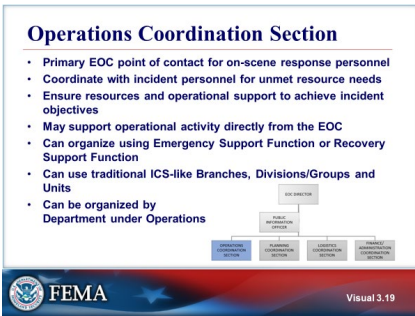 Operations Coordination Section
• Primary EOC point of contact for on-scene response personnel
• Coordinate with incident personnel for unmet resource needs
• Ensure resources and operational support to achieve incident
objectives
• May support operational activity directly from the EOC
• Can organize using Emergency Support Function or Recovery
Support Function
• Can use traditional ICS-like Branches, Divisions/Groups and
Units
• Can be organized by
Department under Operations
EOC DIRECTOR
PUBLIC
INFORMATION
OFFICER
OPERATIONS
COORDINATION
SECTION
PLANNING
COORDINATION
SECTION
LOGISTICS
COORDINATION
SECTION
FINANCE/
ADMINISTRATION
COORDINATION
SECTION
FEMA
Visual 3.19